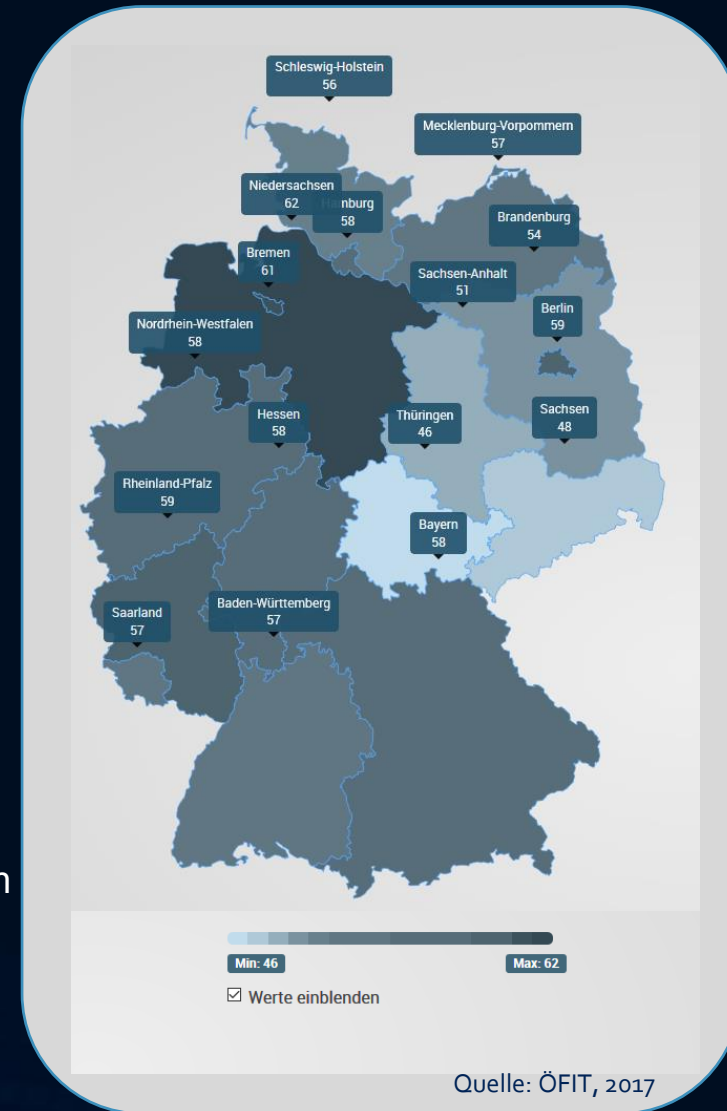 Schleswig-Holstein
56
Mecklenburg-Vorpommern
57
Niedersachsen
62
mburg
58
Brandenburg
54
Bremen
61
Sachsen-Anhalt
51
Berlin
59
Nordrhein-Westfalen
58
Hessen
58
Thüringen
46
Sachsen
48
Rheinland-Pfalz
59
Bayern
58
Saarland
57
Baden-Württemberg
57
n
Min: 46
Max: 62
Werte einblenden
Quelle: ÖFIT, 2017